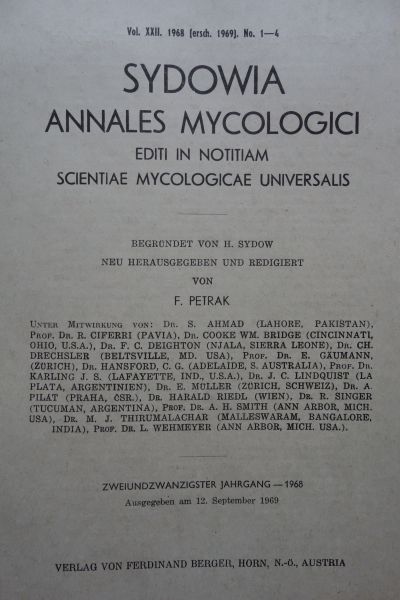 Vol. XXII. 1968 (ersch. 1969). No. 1—4
SYDOWIA
ANNALES MYCOLOGICI
EDITI IN NOTITIAM
SCIENTIAE MYCOLOGICAE UNIVERSALIS
BEGRÜNDET VON H. SYDOW
NEU HERAUSGEGEBEN UND REDIGIERT
VON
F. PETRAK
UNTER MITWIRKUNG VON: DR. S. AHMAD (LAHORE, PAKISTAN),
PROF. DR. R. CIFERRI (PAVIA), DR. COOKE WM. BRIDGE (CINCINNATI,
OHIO, U.S.A.), DR. F. C. DEIGHTON (NJALA, SIERRA LEONE), DR. CH.
DRECHSLER (BELTSVILLE, MD. USA), PROF. DR. E. GÄUMANN,
(ZÜRICH), DR. HANSFORD, C. G. (ADELAIDE, S. AUSTRALIA), PROF. DR.
KARLING J. S. (LAFAYETTE, IND., U.S.A.), DR. J. C. LINDQUIST (LA
PLATA, ARGENTINIEN), DR. E. MÜLLER (ZÜRICH, SCHWEIZ), DR. A.
PILÁT (PRAHA, ČSR.), DR. HARALD RIEDL (WIEN), DR. R. SINGER
(TUCUMAN, ARGENTINA), PROF. DR. A. H. SMITH (ANN ARBOR, MICH.
USA), DR. M. J. THIRUMALACHAR (MALLESWARAM, BANGALORE,
INDIA), PROF. DR. L. WEHMEYER (ANN ARBOR, MICH. USA.).
ZWEIUNDZWANZIGSTER JAHRGANG — 1968
Ausgegeben am 12. September 1969
VERLAG VON FERDINAND BERGER, HORN, N.-Ö., AUSTRIA